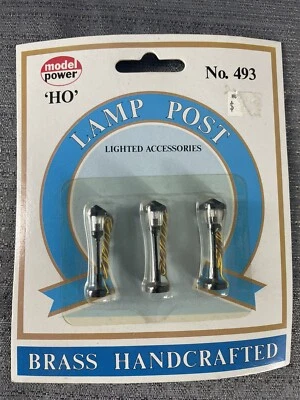 model
power
'HO'
No. 493
$
LAMP POST
LIGHTED ACCESSORIES
BRASS HANDCRAFTED